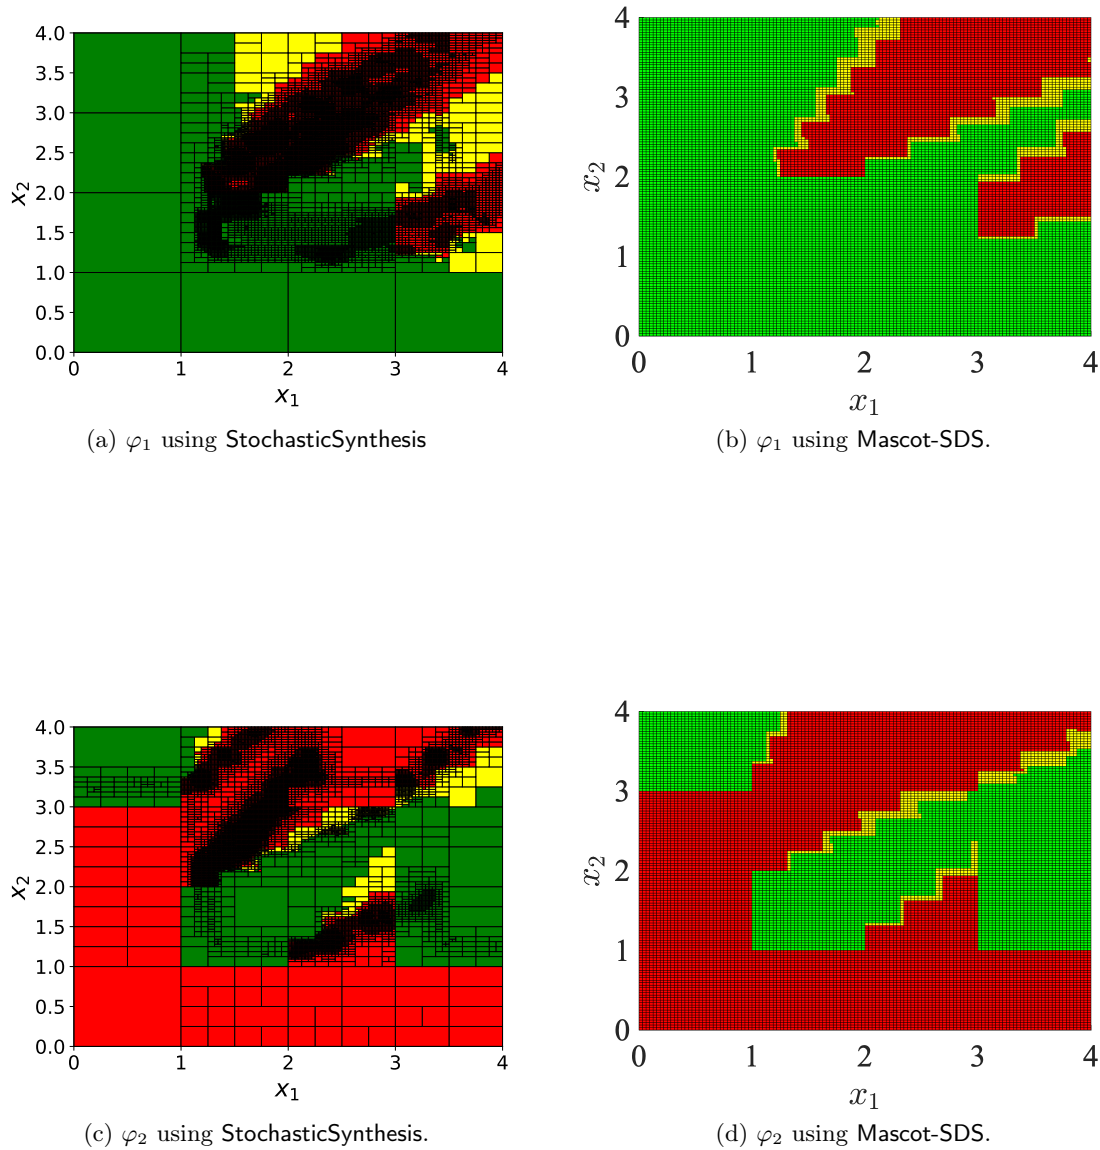 4.0
3.5
3.0
2.5
2.0
1.5
1.0
0.5
0.0
x2
0 1 2 3 4
x1
(a) φ1 using StochasticSynthesis
4
3
2
1
0
x2
0 1 2 3 4
x1
(b) φ1 using Mascot-SDS.
4.0
3.5
3.0
2.5
2.0
1.5
1.0
0.5
0.0
x2
0 1 2 3 4
x1
(c) φ2 using StochasticSynthesis.
4
3
2
1
0
x2
0 1 2 3 4
x1
(d) φ2 using Mascot-SDS.